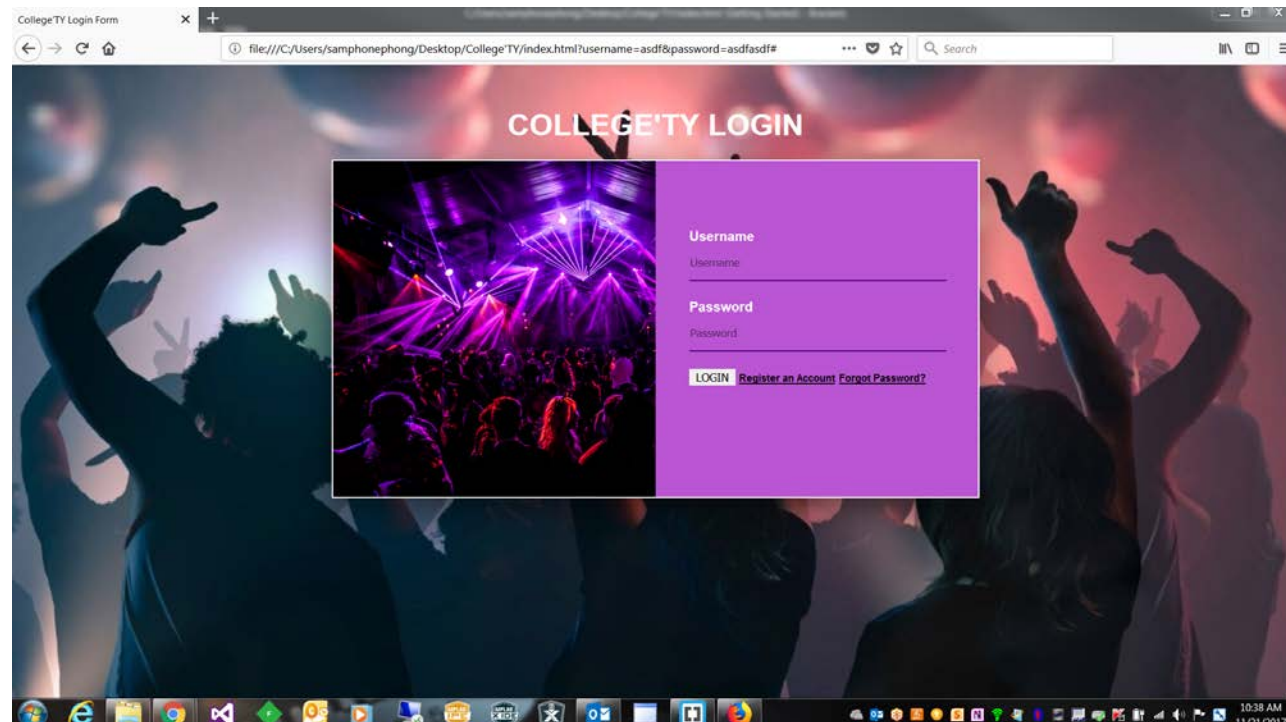 College'TY Login Form
file:///C:/Users/samphonephong/Desktop/College'TY/index.html?username=asdf&password=asdfasdf#
Search
COLLEGE'TY LOGIN
Username
Username
Password
Password
LOGIN Register an Account Forgot Password?
10:38 AM